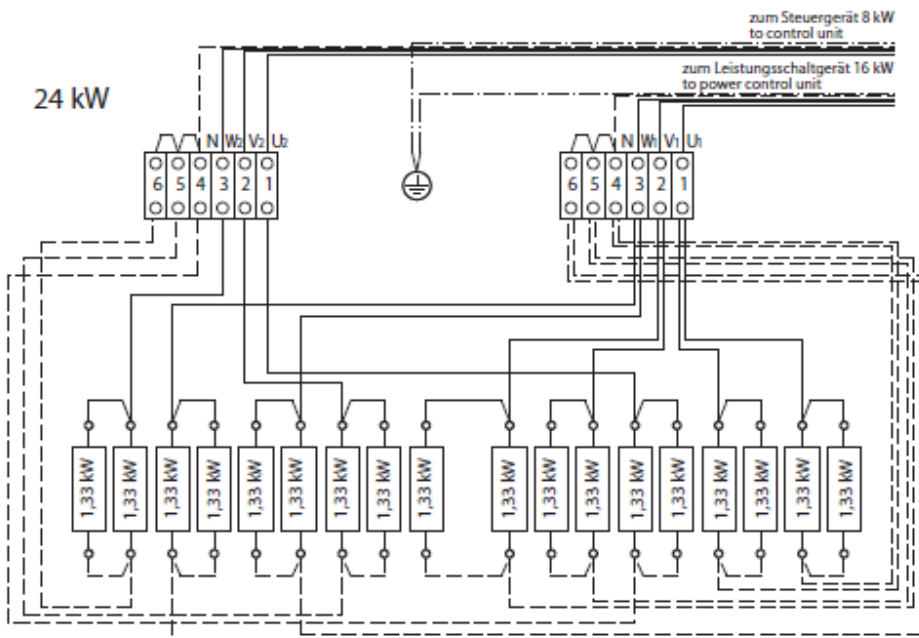 zum Steuergerät 8 kW
to control unit
zum Leistungsschaltgerät 16 kW
to power control unit
24 kW
N W2 V2 U2
N W1 V1 U1
6 5 4 3 2 1
6 5 4 3 2 1
1,33 kW 1,33 kW 1,33 kW 1,33 kW 1,33 kW 1,33 kW 1,33 kW 1,33 kW 1,33 kW 1,33 kW 1,33 kW 1,33 kW 1,33 kW 1,33 kW 1,33 kW 1,33 kW 1,33 kW 1,33 kW